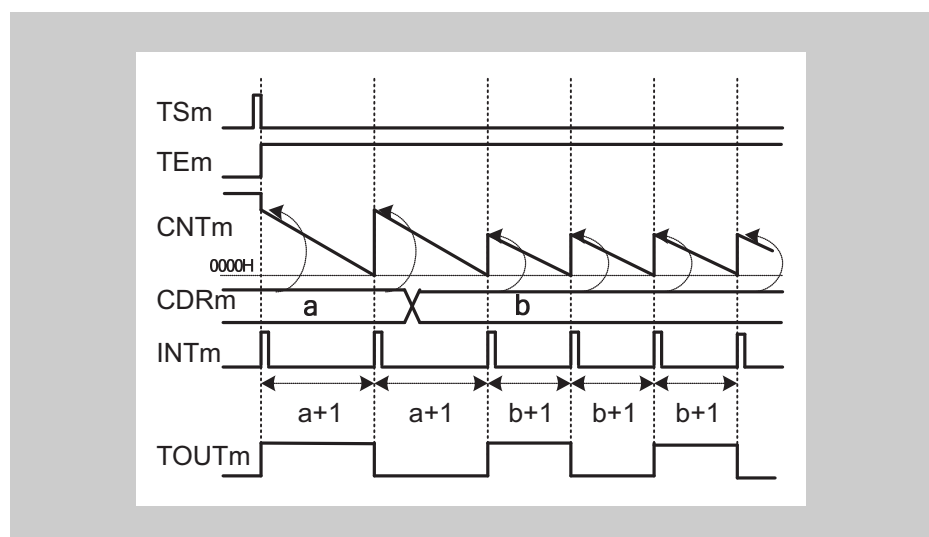 TSm
TEm
CNTm
0000H
CDRm a b
INTm
a+1 a+1 b+1 b+1 b+1
TOUTm